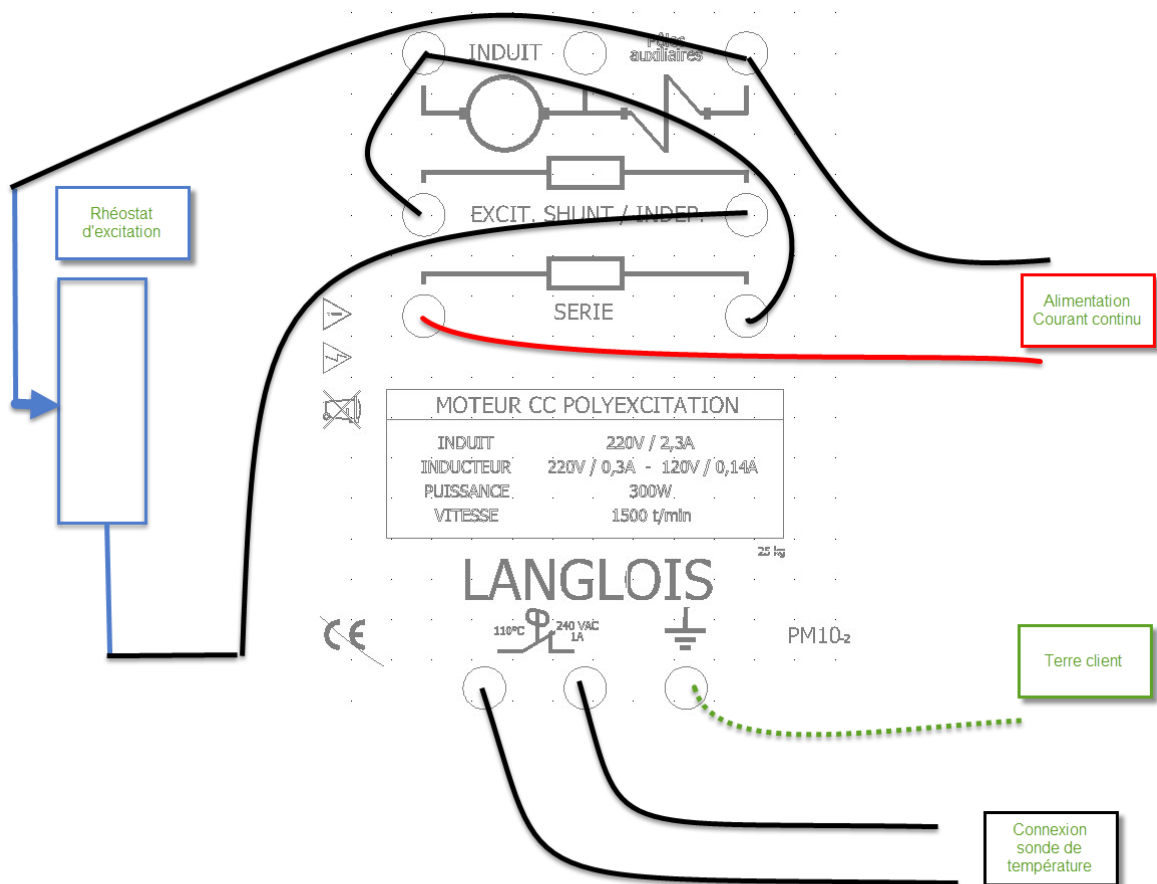 INDUIT
Pôles
auxiliaires
EXCIT. SHUNT / INDEP.
SERIE
Rhéostat
d'excitation
Alimentation
Courant continu
MOTEUR CC POLYEXCITATION
INDUIT 220V / 2,3A
INDUCTEUR 220V / 0,3A - 120V / 0,14A
PUISSANCE 300W
VITESSE 1500 t/min
25 kg
LANGLOIS
CE
110°C
240 VAC
1A
PM10-2
Terre client
Connexion
sonde de
température